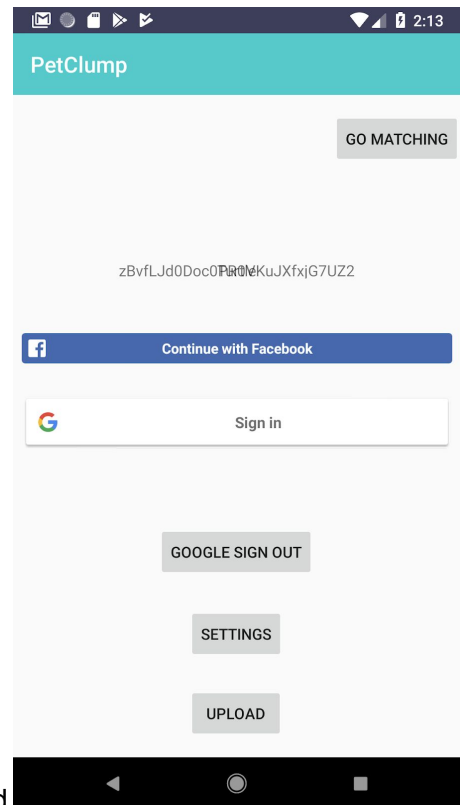 2:13
PetClump
GO MATCHING
Continue with Facebook
Sign in
GOOGLE SIGN OUT
SETTINGS
UPLOAD